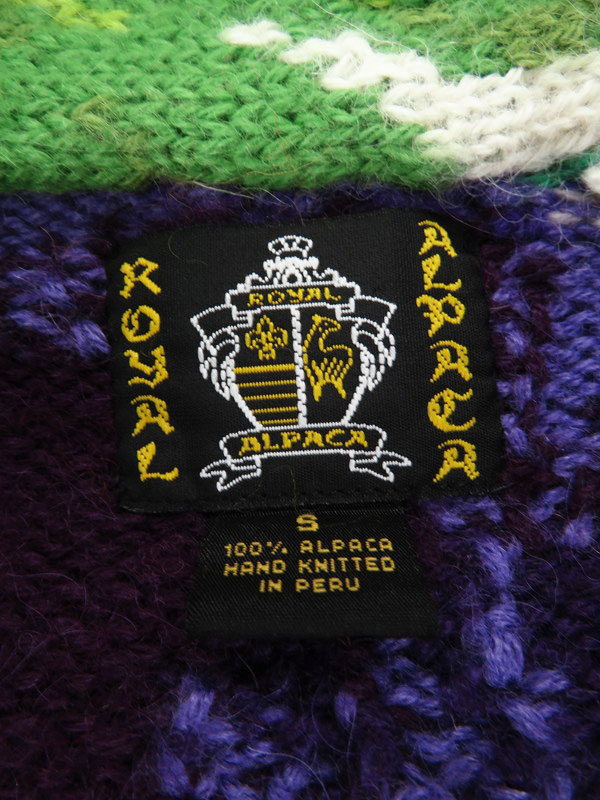 ROYAL
ROYAL
ALPACA
ALPACA
S
100% ALPACA
HAND KNITTED
IN PERU